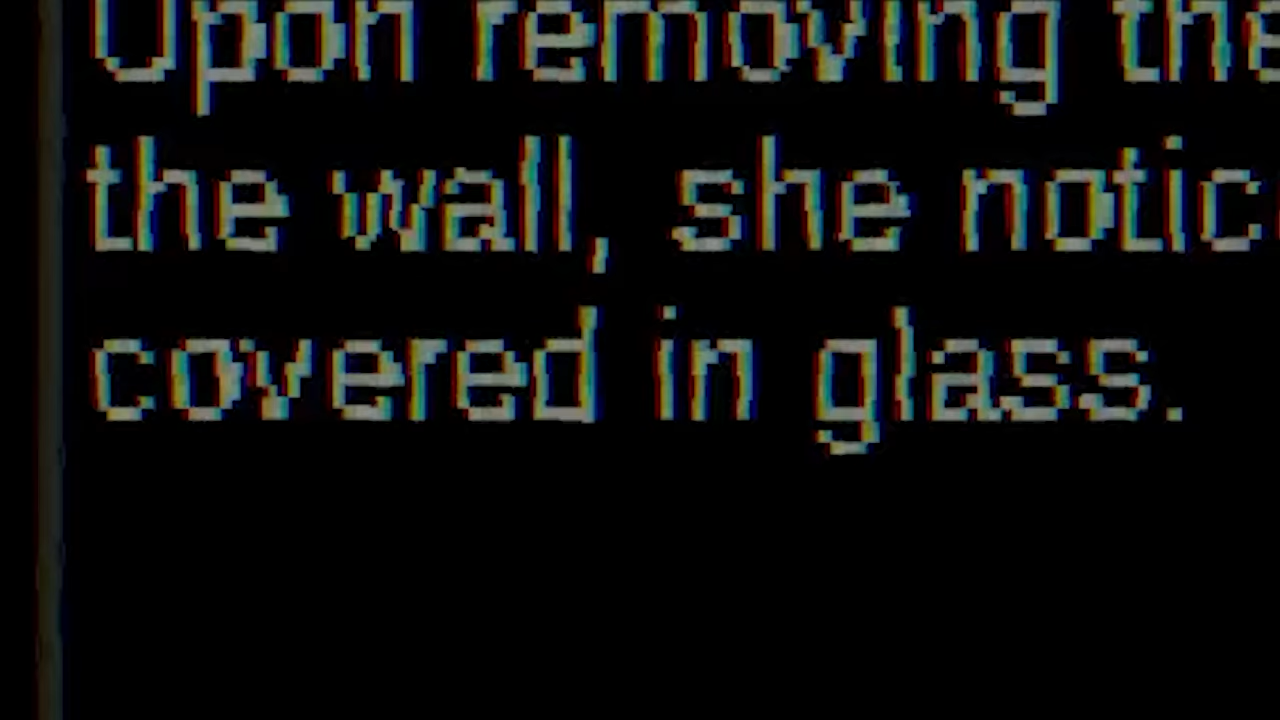 Upon removing the
the wall, she notic
covered in glass.